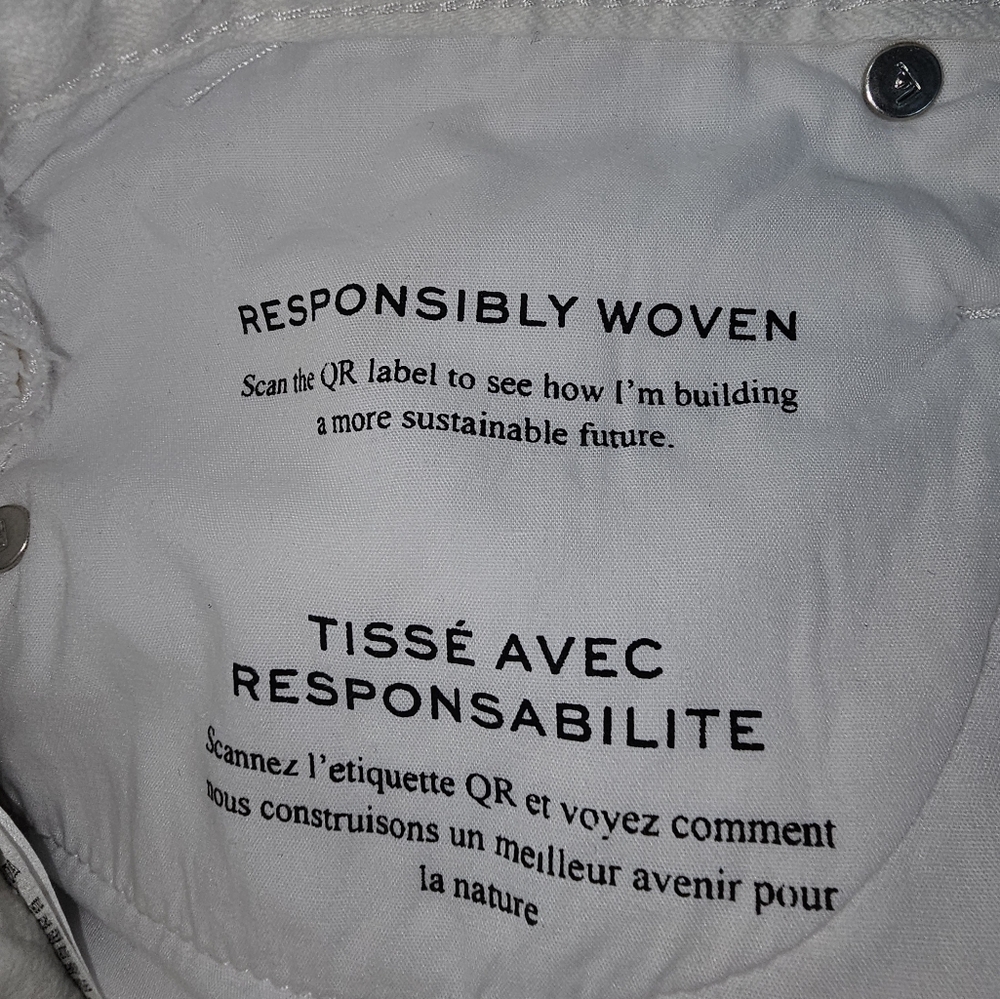 RESPONSIBLY WOVEN
Scan the QR label to see how I'm building
a more sustainable future.
TISSÉ AVEC
RESPONSABILITE
Scannez l'etiquette QR et voyez comment
nous construisons un meilleur avenir pour
la nature